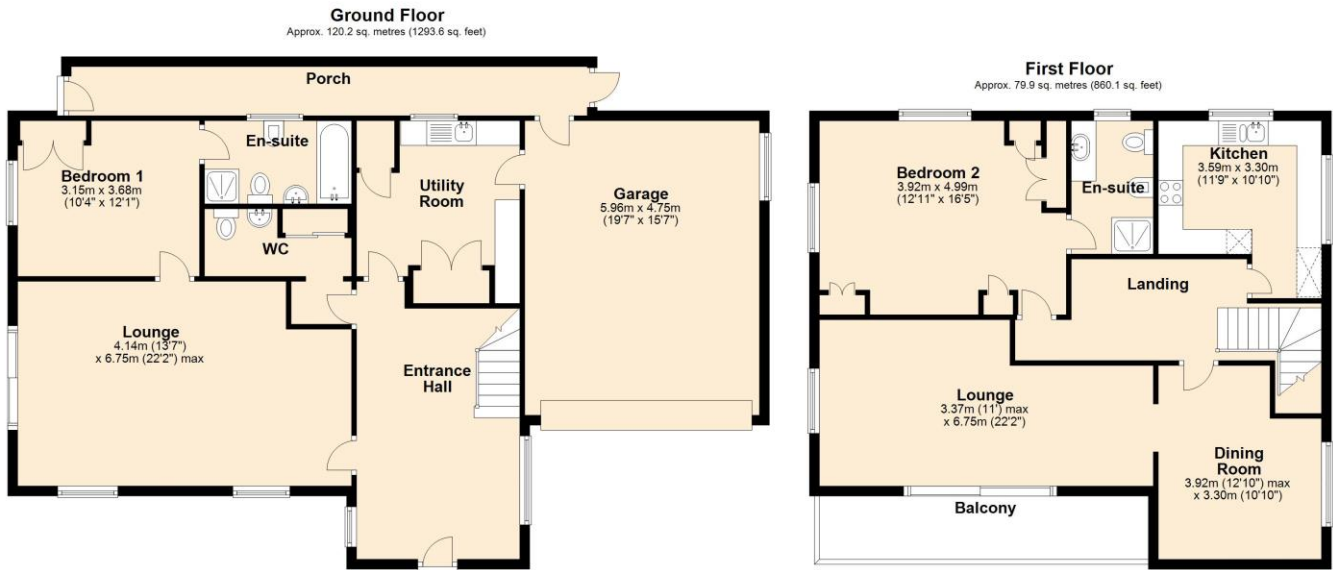 Ground Floor
Approx. 120.2 sq. metres (1293.6 sq. feet)
Porch
En-suite
Bedroom 1
3.15m x 3.68m
(10'4" x 12'1")
Utility
Room
Garage
5.96m x 4.75m
(19'7" x 15'7")
WC
Lounge
4.14m (13'7")
x 6.75m (22'2") max
Entrance
Hall
First Floor
Approx. 79.9 sq. metres (860.1 sq. feet)
Bedroom 2
3.92m x 4.99m
(12'11" x 16'5")
En-suite
Kitchen
3.59m x 3.30m
(11'9" x 10'10")
Landing
Lounge
3.37m (11') max
x 6.75m (22'2")
Dining
Room
3.92m (12'10") max
x 3.30m (10'10")
Balcony